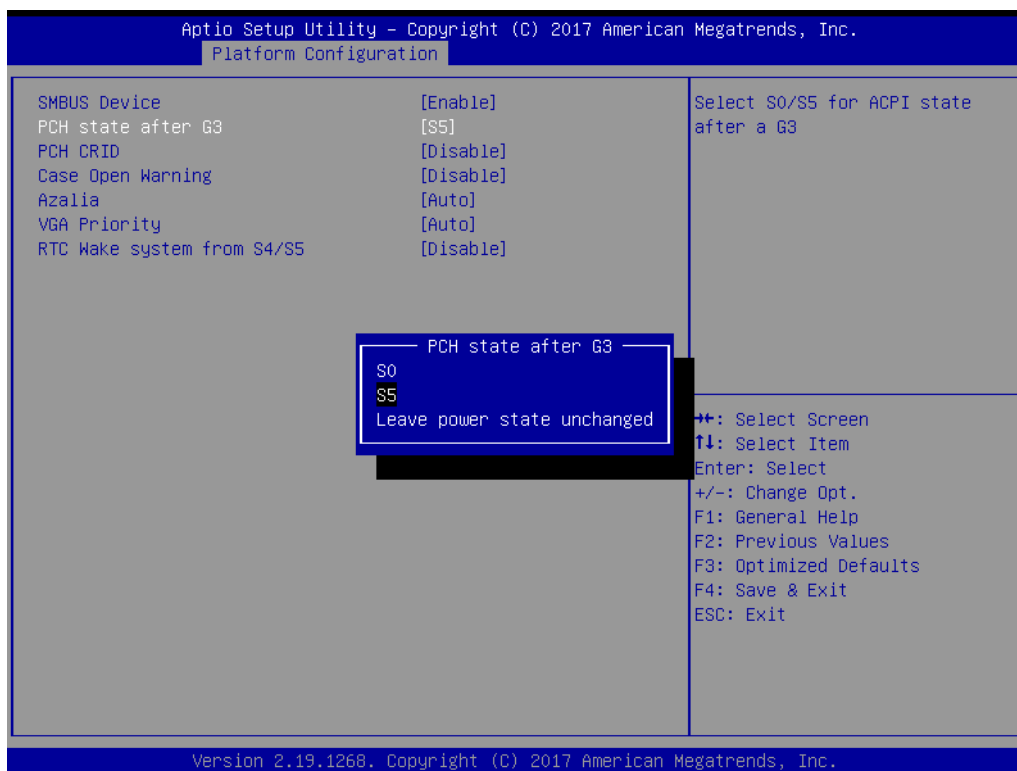 Aptio Setup Utility – Copyright (C) 2017 American Megatrends, Inc.
Platform Configuration
SMBUS Device [Enable]
PCH state after G3 [S5]
PCH CRID [Disable]
Case Open Warning [Disable]
Azalia [Auto]
VGA Priority [Auto]
RTC Wake system from S4/S5 [Disable]
Select S0/S5 for ACPI state
after a G3
PCH state after G3
S0
S5
Leave power state unchanged
→←: Select Screen
↑↓: Select Item
Enter: Select
+/-: Change Opt.
F1: General Help
F2: Previous Values
F3: Optimized Defaults
F4: Save & Exit
ESC: Exit
Version 2.19.1268. Copyright (C) 2017 American Megatrends, Inc.